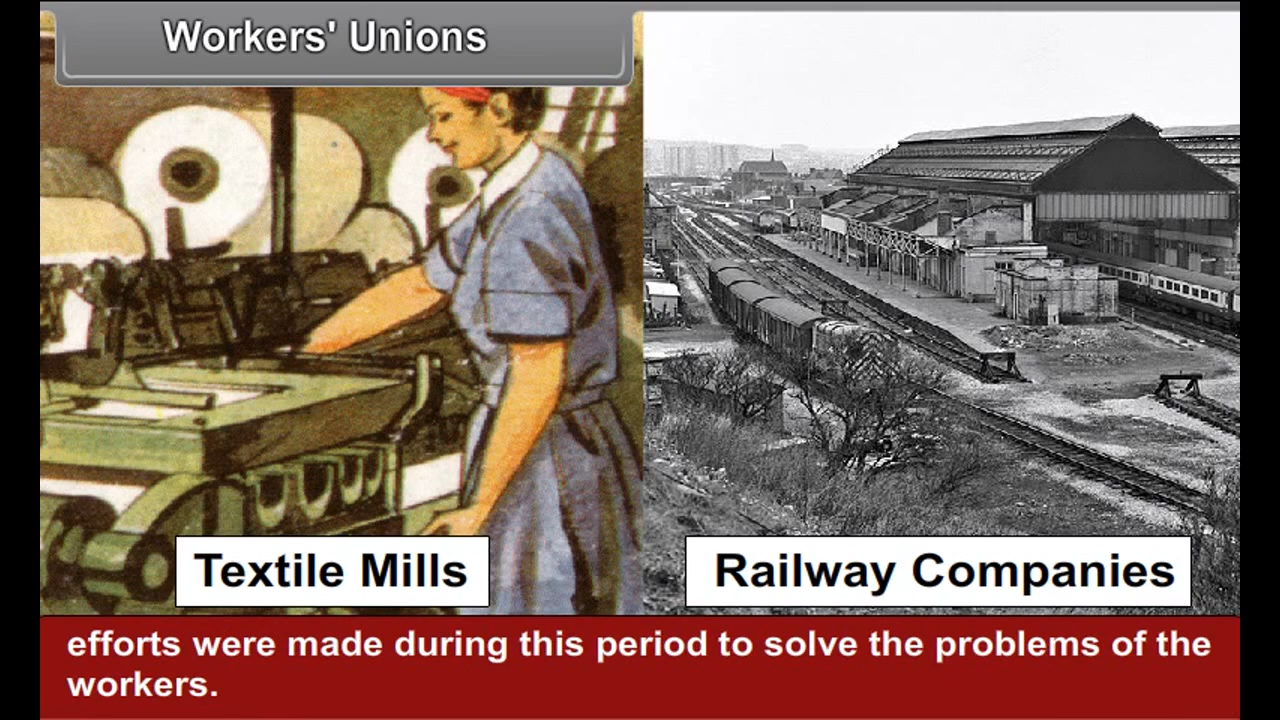 Workers' Unions
Textile Mills
Railway Companies
efforts were made during this period to solve the problems of the
workers.